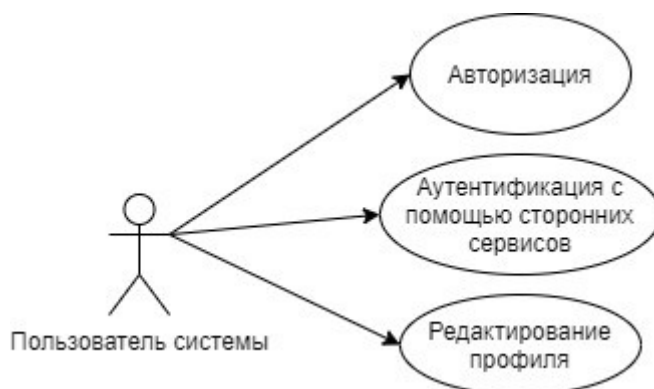 Авторизация
Аутентификация с
помощью сторонних
сервисов
Пользователь системы
Редактирование
профиля